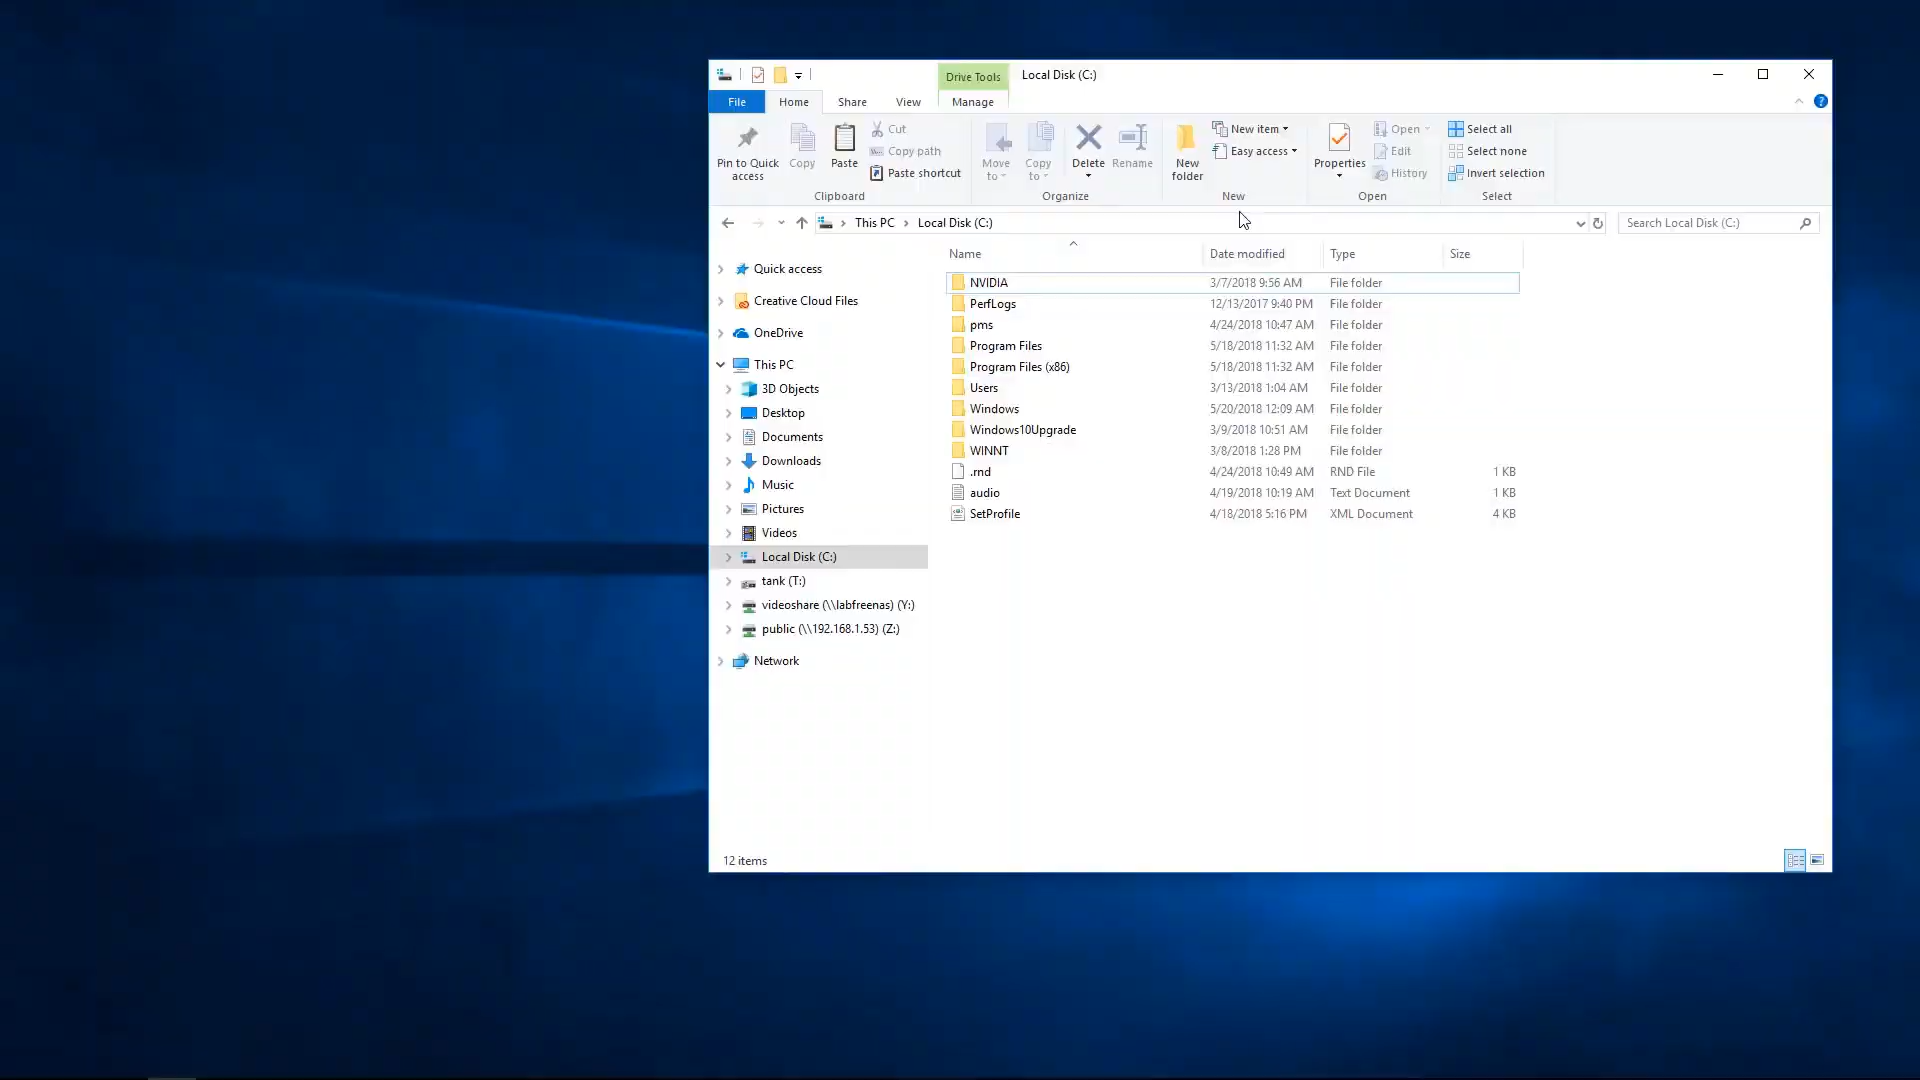 Drive Tools
Local Disk (C:)
File
Home
Share
View
Manage
Pin to Quick access
Copy
Paste
Cut
Copy path
Paste shortcut
Clipboard
Move to
Copy to
Delete
Rename
Organize
New folder
New item
Easy access
New
Properties
Open
Edit
History
Open
Select all
Select none
Invert selection
Select
This PC
Local Disk (C:)
Search Local Disk (C:)
Quick access
Creative Cloud Files
OneDrive
This PC
3D Objects
Desktop
Documents
Downloads
Music
Pictures
Videos
Local Disk (C:)
tank (T:)
videoshare (\\labfreenas) (Y:)
public (\\192.168.1.53) (Z:)
Network
Name Date modified Type Size
NVIDIA 3/7/2018 9:56 AM File folder
PerfLogs 12/13/2017 9:40 PM File folder
pms 4/24/2018 10:47 AM File folder
Program Files 5/18/2018 11:32 AM File folder
Program Files (x86) 5/18/2018 11:32 AM File folder
Users 3/13/2018 1:04 AM File folder
Windows 5/20/2018 12:09 AM File folder
Windows10Upgrade 3/9/2018 10:51 AM File folder
WINNT 3/8/2018 1:28 PM File folder
.rnd 4/24/2018 10:49 AM RND File 1 KB
audio 4/19/2018 10:19 AM Text Document 1 KB
SetProfile 4/18/2018 5:16 PM XML Document 4 KB
12 items